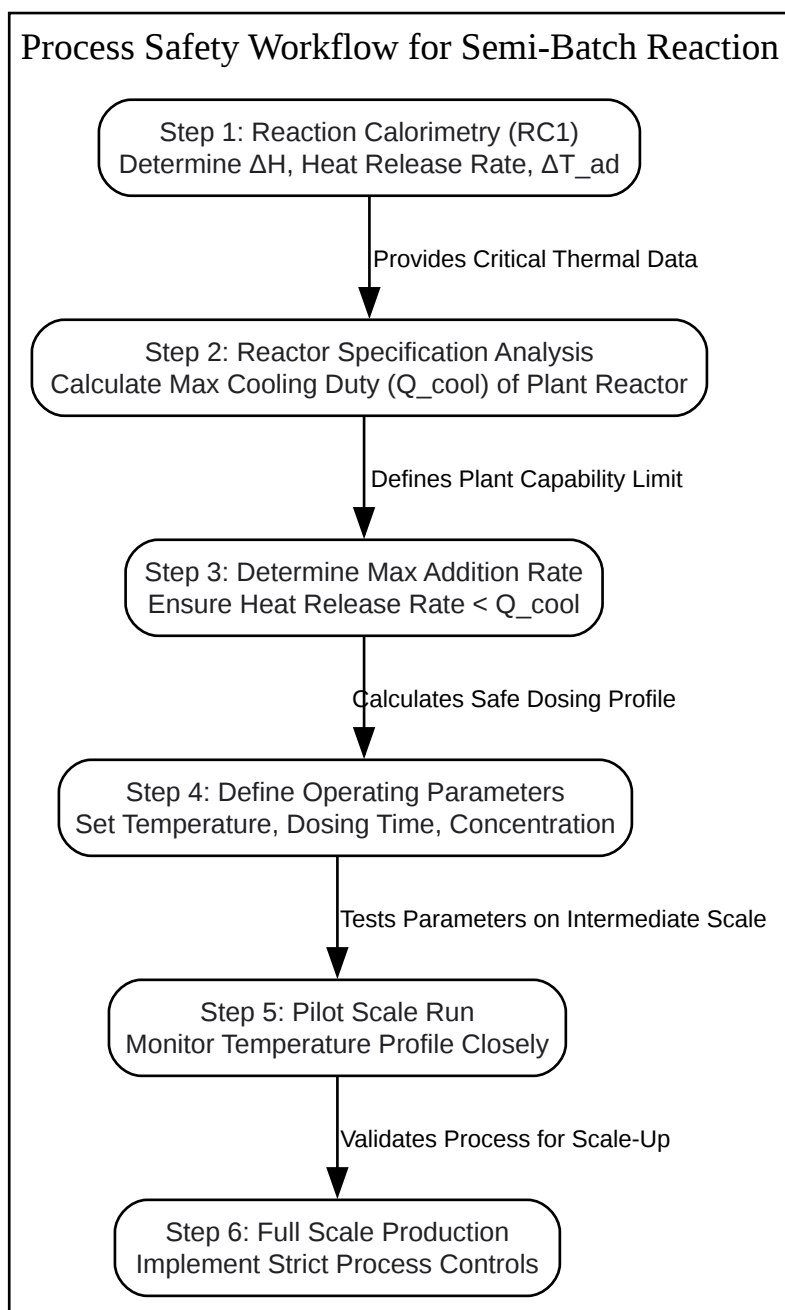 Process Safety Workflow for Semi-Batch Reaction
Step 1: Reaction Calorimetry (RC1)
Determine ΔH, Heat Release Rate, ΔT_ad
Provides Critical Thermal Data
Step 2: Reactor Specification Analysis
Calculate Max Cooling Duty (Q_cool) of Plant Reactor
Defines Plant Capability Limit
Step 3: Determine Max Addition Rate
Ensure Heat Release Rate < Q_cool
Calculates Safe Dosing Profile
Step 4: Define Operating Parameters
Set Temperature, Dosing Time, Concentration
Tests Parameters on Intermediate Scale
Step 5: Pilot Scale Run
Monitor Temperature Profile Closely
Validates Process for Scale-Up
Step 6: Full Scale Production
Implement Strict Process Controls